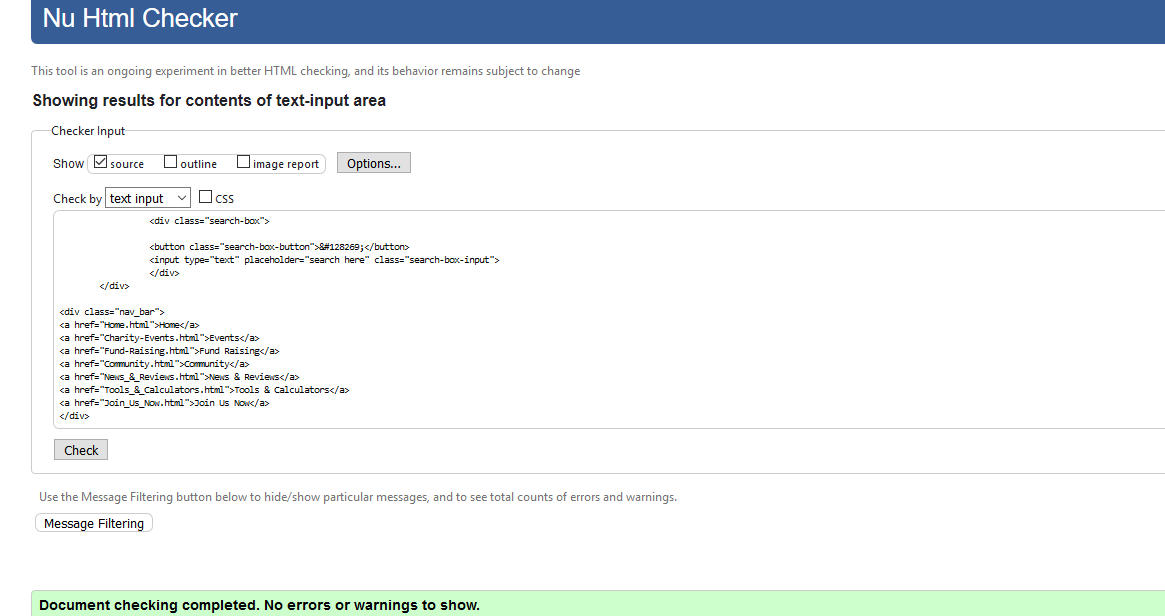 Nu Html Checker
This tool is an ongoing experiment in better HTML checking, and its behavior remains subject to change
Showing results for contents of text-input area
Checker Input
Show source outline image report Options...
Check by text input CSS
<div class="search-box">
<button class="search-box-button">&#128269;</button>
<input type="text" placeholder="search here" class="search-box-input">
</div>
</div>
<div class="nav_bar">
<a href="Home.html">Home</a>
<a href="Charity-Events.html">Events</a>
<a href="Fund-Raising.html">Fund Raising</a>
<a href="Community.html">Community</a>
<a href="News_&_Reviews.html">News & Reviews</a>
<a href="Tools_&_Calculators.html">Tools & Calculators</a>
<a href="Join_Us_Now.html">Join Us Now</a>
</div>
Check
Use the Message Filtering button below to hide/show particular messages, and to see total counts of errors and warnings.
Message Filtering
Document checking completed. No errors or warnings to show.